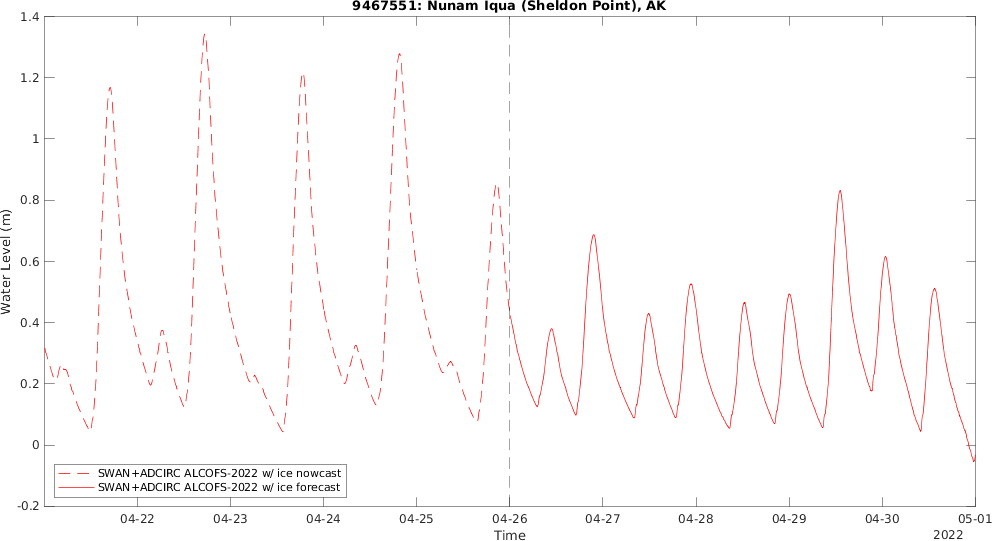 9467551: Nunam Iqua (Sheldon Point), AK
1.4
1.2
1
0.8
0.6
0.4
0.2
0
-0.2
Water Level (m)
SWAN+ADCIRC ALCOFS-2022 w/ ice nowcast
SWAN+ADCIRC ALCOFS-2022 w/ ice forecast
04-22 04-23 04-24 04-25 04-26 04-27 04-28 04-29 04-30 05-01
Time
2022